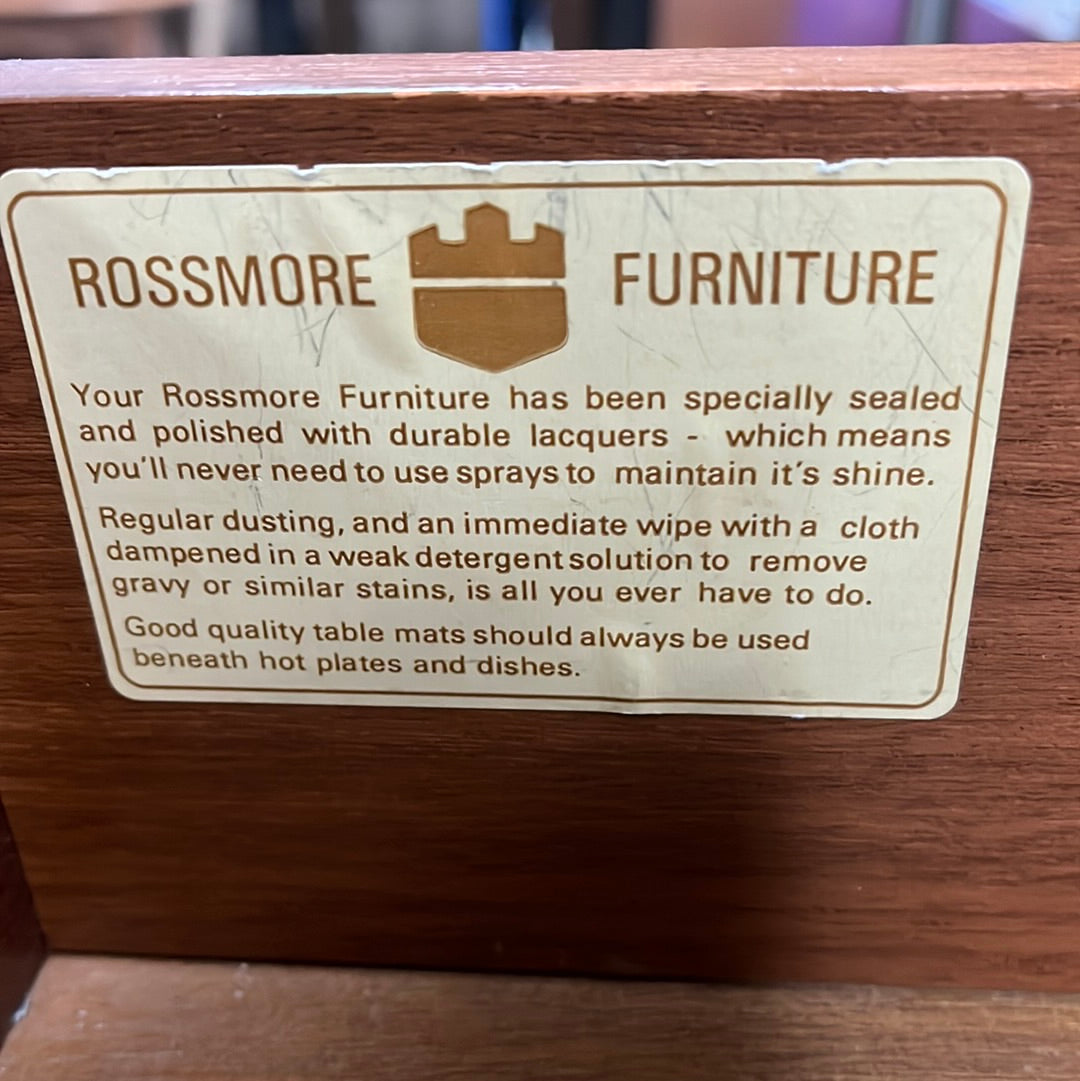 ROSSMORE FURNITURE
Your Rossmore Furniture has been specially sealed
and polished with durable lacquers - which means
you'll never need to use sprays to maintain it's shine.
Regular dusting, and an immediate wipe with a cloth
dampened in a weak detergent solution to remove
gravy or similar stains, is all you ever have to do.
Good quality table mats should always be used
beneath hot plates and dishes.